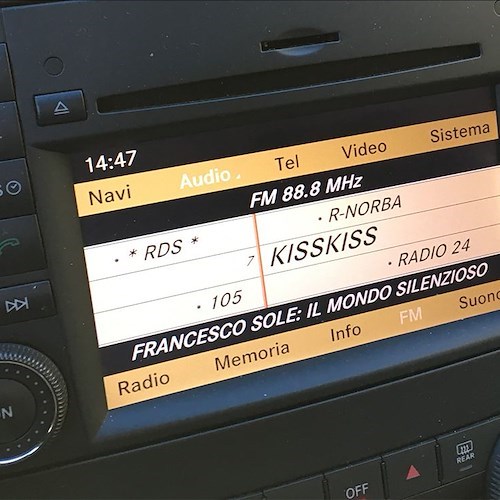 14:47
Navi Audio Tel Video Sistema
FM 88.8 MHz
• R-NORBA
• * RDS *
7 KISSKISS
• RADIO 24
• 105
FRANCESCO SOLE: IL MONDO SILENZIOSO
Radio Memoria Info FM Suono
ON
OFF
REAR